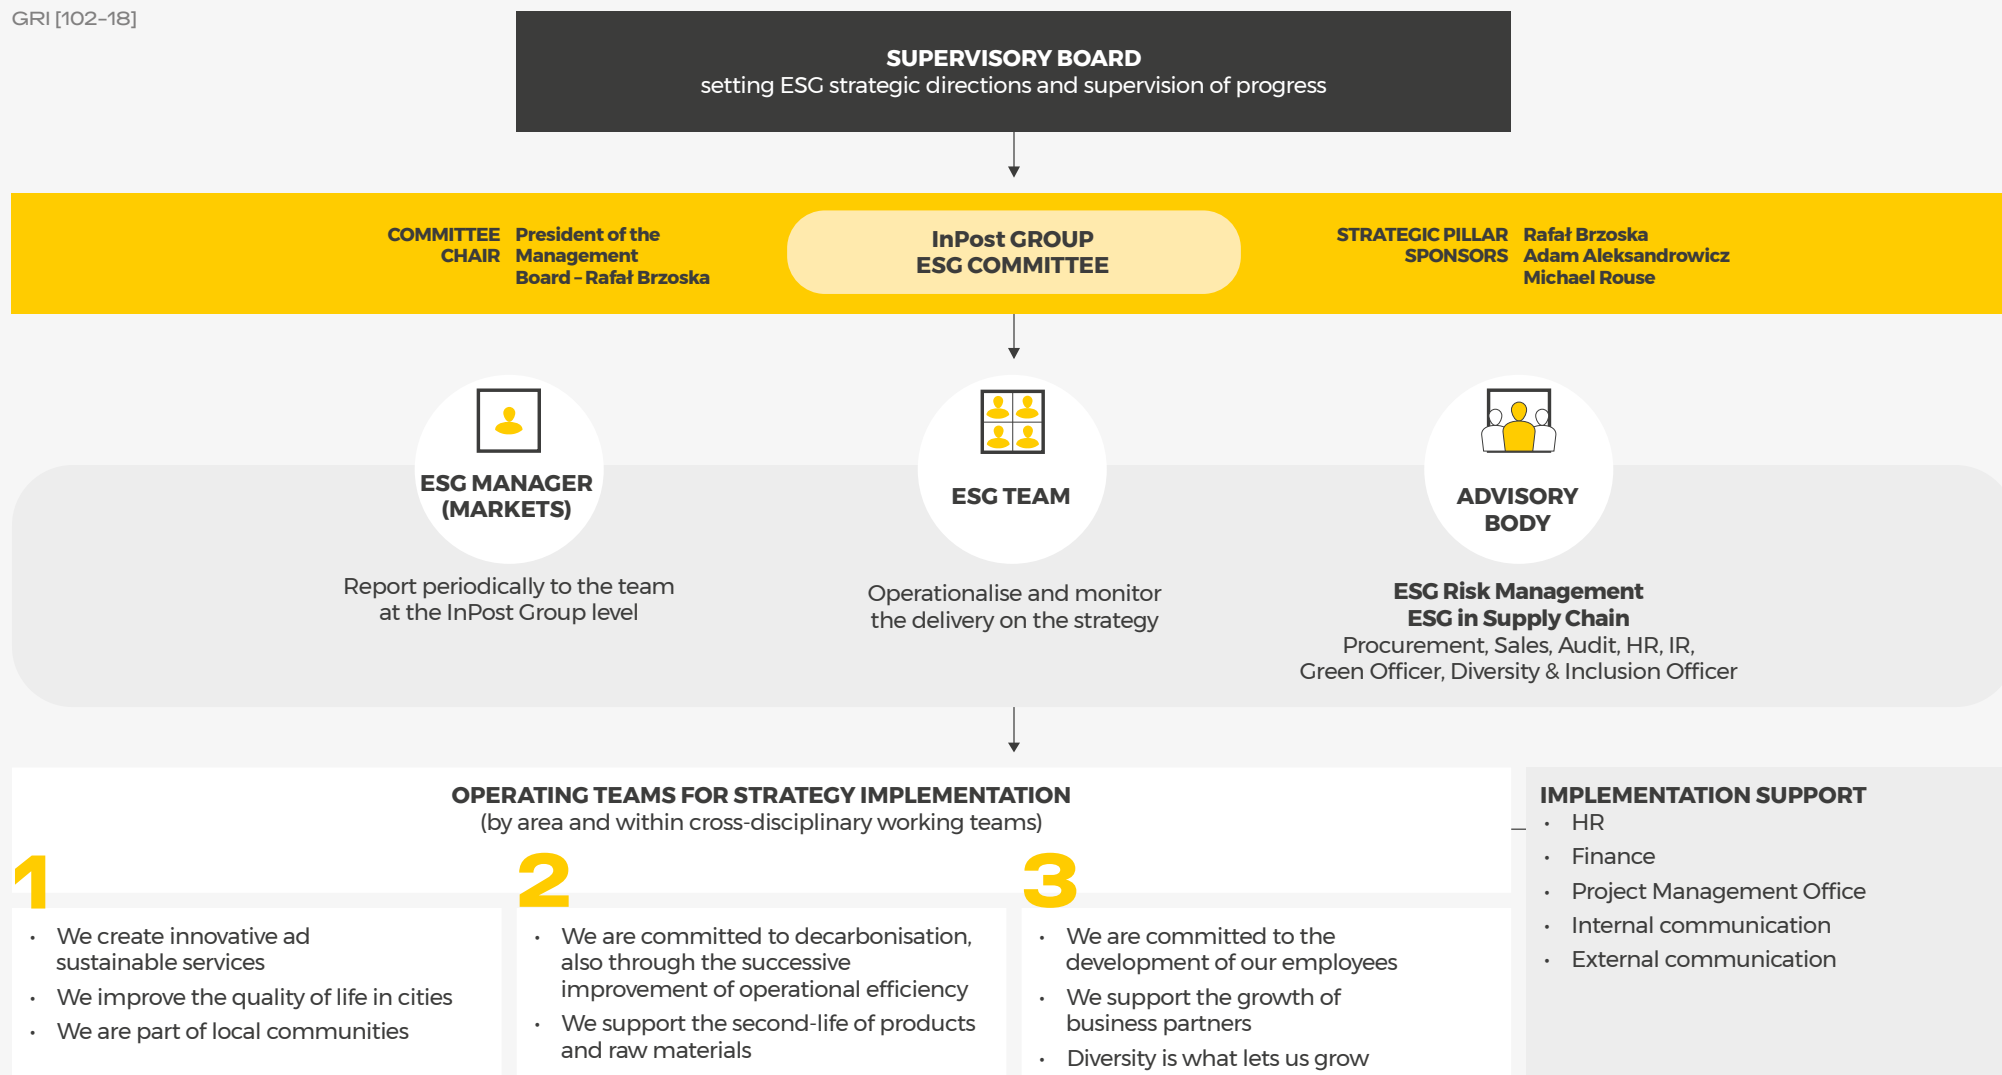 GRI [102-18]
SUPERVISORY BOARD
setting ESG strategic directions and supervision of progress
COMMITTEE CHAIR
President of the
Management
Board – Rafał Brzoska
InPost GROUP
ESG COMMITTEE
STRATEGIC PILLAR SPONSORS
Rafał Brzoska
Adam Aleksandrowicz
Michael Rouse
ESG MANAGER
(MARKETS)
Report periodically to the team
at the InPost Group level
ESG TEAM
Operationalise and monitor
the delivery on the strategy
ADVISORY
BODY
ESG Risk Management
ESG in Supply Chain
Procurement, Sales, Audit, HR, IR,
Green Officer, Diversity & Inclusion Officer
OPERATING TEAMS FOR STRATEGY IMPLEMENTATION
(by area and within cross-disciplinary working teams)
1
• We create innovative ad
sustainable services
• We improve the quality of life in cities
• We are part of local communities
2
• We are committed to decarbonisation,
also through the successive
improvement of operational efficiency
• We support the second-life of products
and raw materials
3
• We are committed to the
development of our employees
• We support the growth of
business partners
• Diversity is what lets us grow
IMPLEMENTATION SUPPORT
• HR
• Finance
• Project Management Office
• Internal communication
• External communication